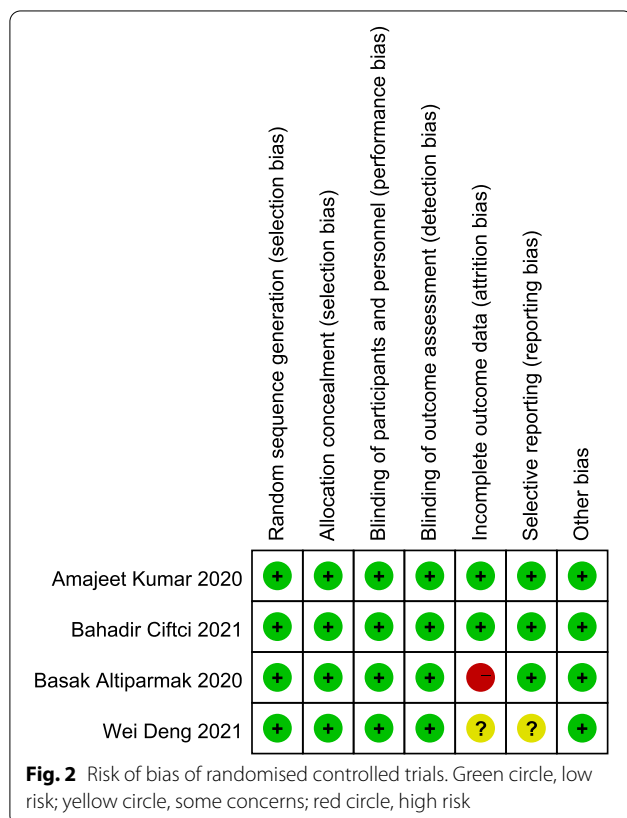 Random sequence generation (selection bias)
Allocation concealment (selection bias)
Blinding of participants and personnel (performance bias)
Blinding of outcome assessment (detection bias)
Incomplete outcome data (attrition bias)
Selective reporting (reporting bias)
Other bias
Amajeet Kumar 2020 + + + + + + +
Bahadir Ciftci 2021 + + + + + + +
Basak Altiparmak 2020 + + + + - + +
Wei Deng 2021 + + + + ? ? +
Fig. 2 Risk of bias of randomised controlled trials. Green circle, low
risk; yellow circle, some concerns; red circle, high risk